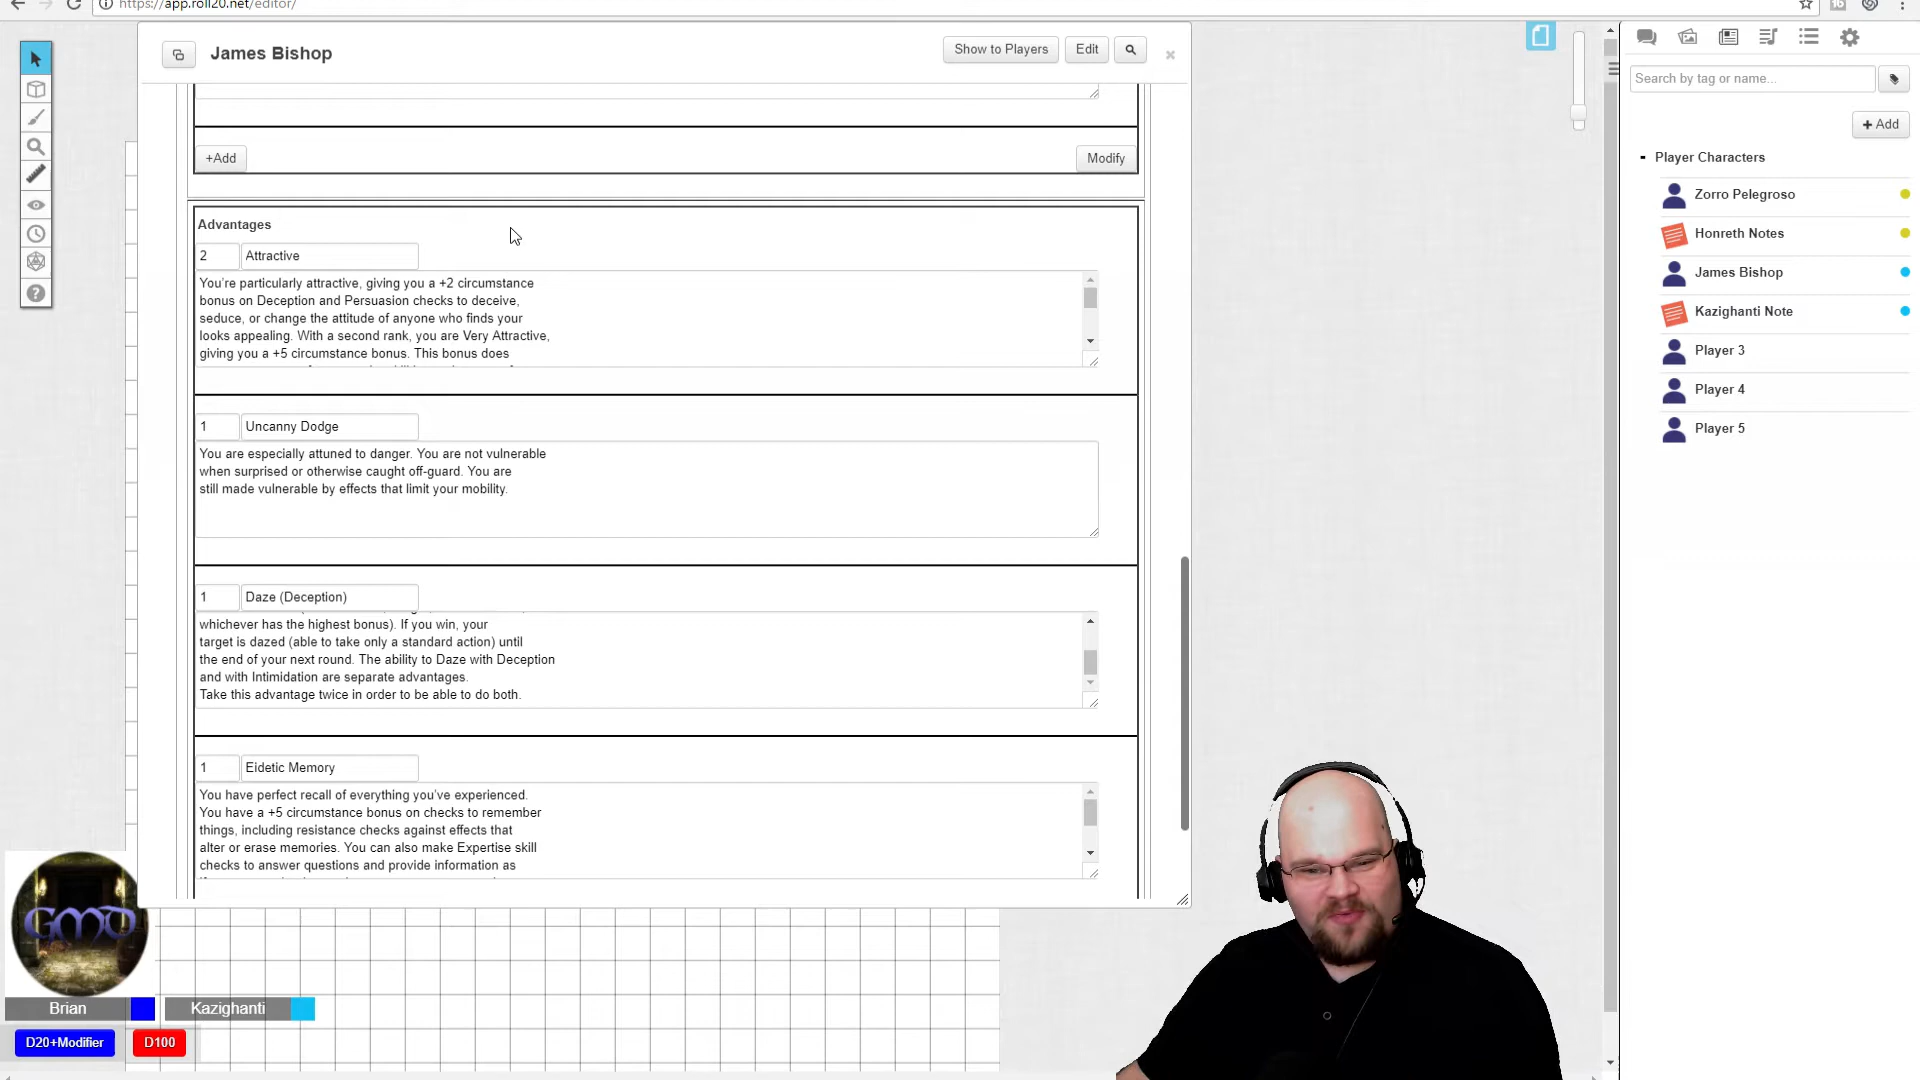 https://app.roll20.net/editor/
James Bishop
Show to Players
Edit
+Add
Modify
Advantages
2
Attractive
You're particularly attractive, giving you a +2 circumstance
bonus on Deception and Persuasion checks to deceive,
seduce, or change the attitude of anyone who finds your
looks appealing. With a second rank, you are Very Attractive,
giving you a +5 circumstance bonus. This bonus does
1
Uncanny Dodge
You are especially attuned to danger. You are not vulnerable
when surprised or otherwise caught off-guard. You are
still made vulnerable by effects that limit your mobility.
1
Daze (Deception)
whichever has the highest bonus). If you win, your
target is dazed (able to take only a standard action) until
the end of your next round. The ability to Daze with Deception
and with Intimidation are separate advantages.
Take this advantage twice in order to be able to do both.
1
Eidetic Memory
You have perfect recall of everything you've experienced.
You have a +5 circumstance bonus on checks to remember
things, including resistance checks against effects that
alter or erase memories. You can also make Expertise skill
checks to answer questions and provide information as
Search by tag or name...
+ Add
Player Characters
Zorro Pelegroso
Honreth Notes
James Bishop
Kazighanti Note
Player 3
Player 4
Player 5
GMD
Brian
Kazighanti
D20+Modifier
D100